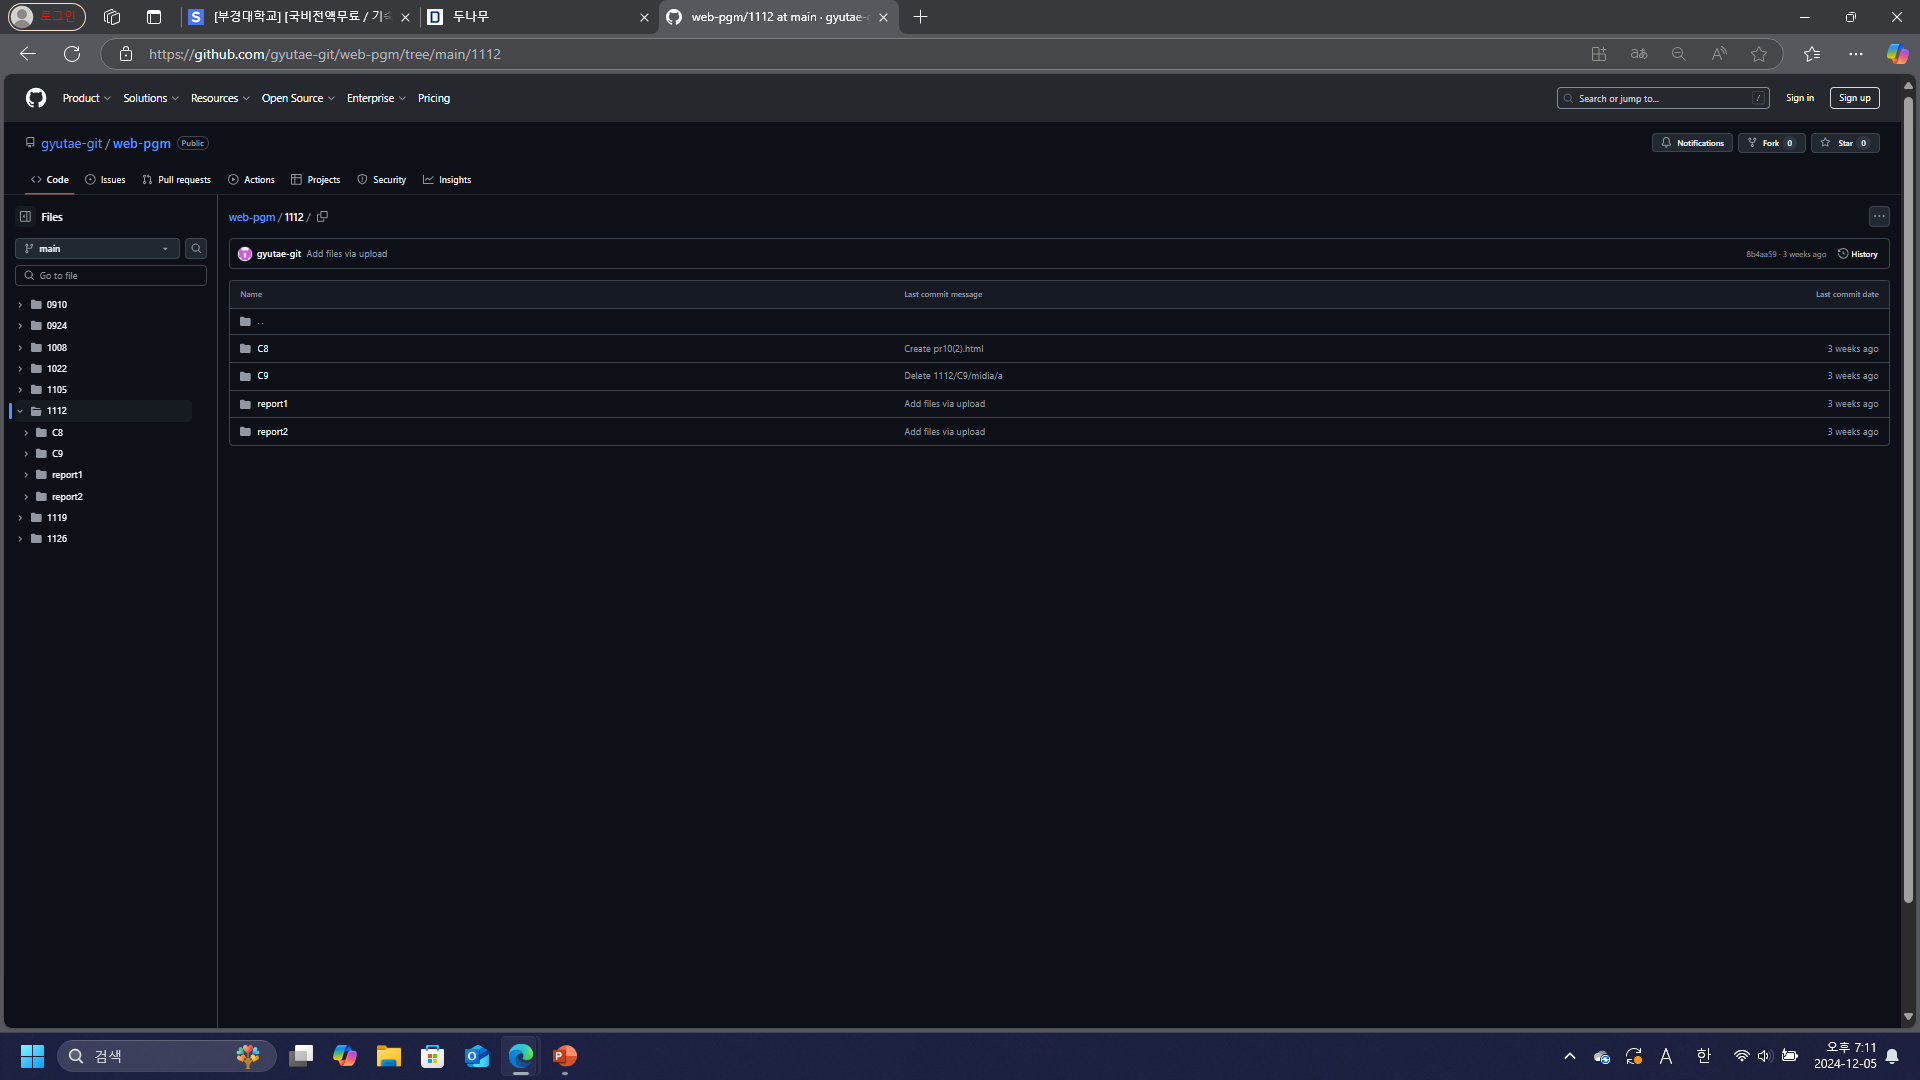 로그인
[부경대학교] [국비전액무료 / 기숙
두나무
web-pgm/1112 at main · gyutae-
https://github.com/gyutae-git/web-pgm/tree/main/1112
Product Solutions Resources Open Source Enterprise Pricing
Search or jump to... /
Sign in
Sign up
gyutae-git / web-pgm Public
Notifications
Fork 0
Star 0
Code Issues Pull requests Actions Projects Security Insights
Files
main
Go to file
0910
0924
1008
1022
1105
1112
C8
C9
report1
report2
1119
1126
web-pgm / 1112 /
gyutae-git Add files via upload
8b4aa59 · 3 weeks ago History
Name Last commit message Last commit date
..
C8 Create pr10(2).html 3 weeks ago
C9 Delete 1112/C9/midia/a 3 weeks ago
report1 Add files via upload 3 weeks ago
report2 Add files via upload 3 weeks ago
검색
A 한
오후 7:11
2024-12-05